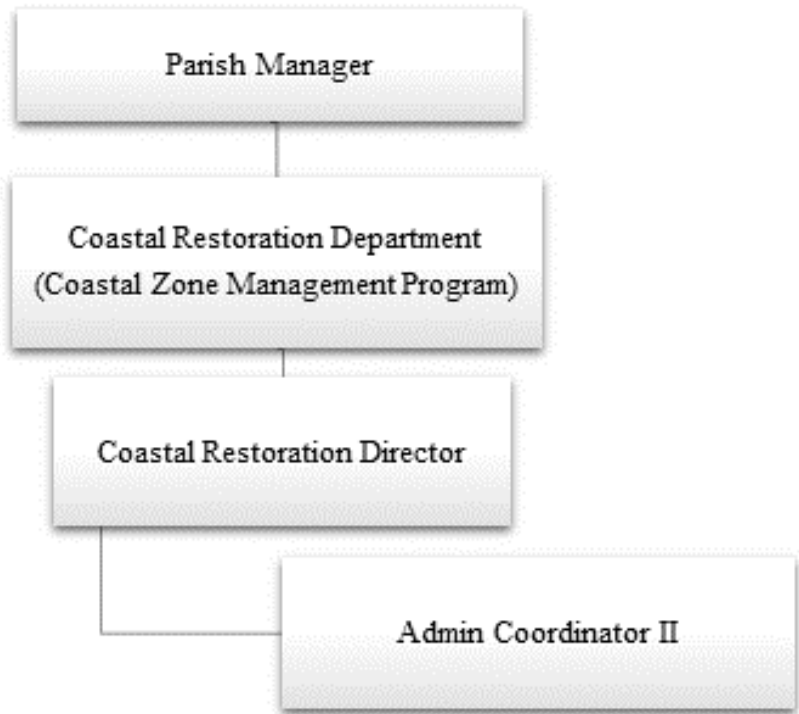 Parish Manager
Coastal Restoration Department
(Coastal Zone Management Program)
Coastal Restoration Director
Admin Coordinator II